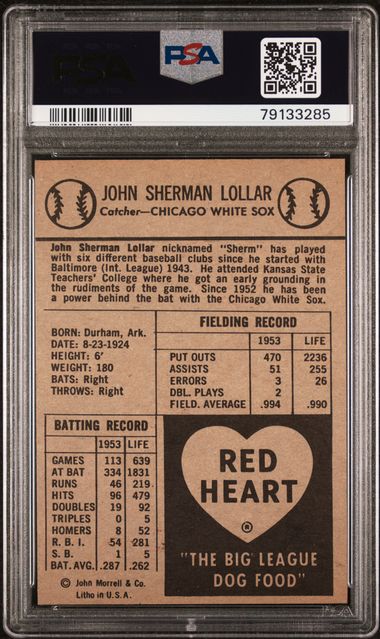 PSA
PSA
79133285
JOHN SHERMAN LOLLAR
Catcher—CHICAGO WHITE SOX
John Sherman Lollar nicknamed "Sherm" has played
with six different baseball clubs since he started with
Baltimore (Int. League) 1943. He attended Kansas State
Teachers' College where he got an early grounding in
the rudiments of the game. Since 1952 he has been
a power behind the bat with the Chicago White Sox.
BORN: Durham, Ark.
DATE: 8-23-1924
HEIGHT: 6'
WEIGHT: 180
BATS: Right
THROWS: Right
FIELDING RECORD
1953 LIFE
PUT OUTS 470 2236
ASSISTS 51 255
ERRORS 3 26
DBL. PLAYS 2
FIELD. AVERAGE .994 .990
BATTING RECORD
1953 LIFE
GAMES 113 639
AT BAT 334 1831
RUNS 46 219
HITS 96 479
DOUBLES 19 92
TRIPLES 0 5
HOMERS 8 52
R. B. I. 54 281
S. B. 1 5
BAT. AVG. .287 .262
© John Morrell & Co.
Litho in U.S.A.
RED
HEART
®
"THE BIG LEAGUE
DOG FOOD"